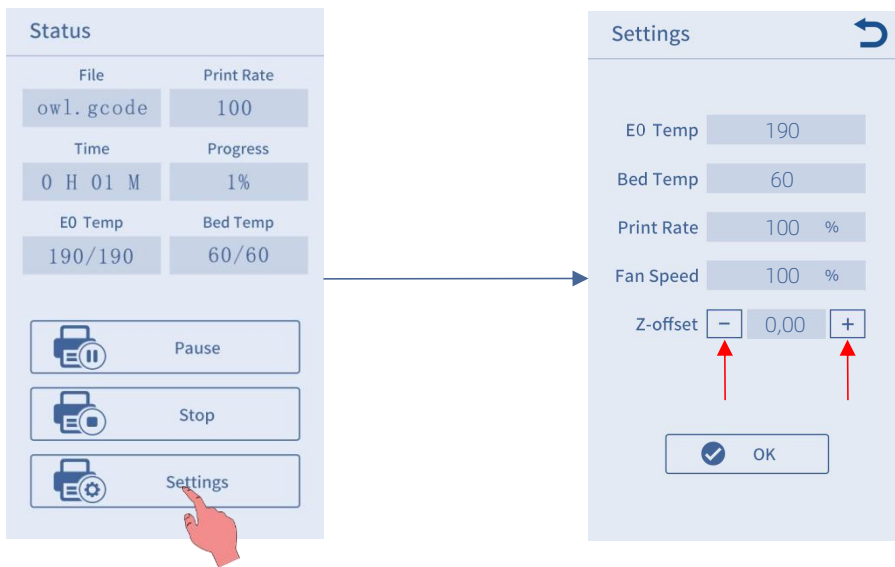 Status
File Print Rate
owl.gcode 100
Time Progress
0 H 01 M 1%
E0 Temp Bed Temp
190/190 60/60
Pause
Stop
Settings
Settings
E0 Temp 190
Bed Temp 60
Print Rate 100 %
Fan Speed 100 %
Z-offset − 0,00 +
OK